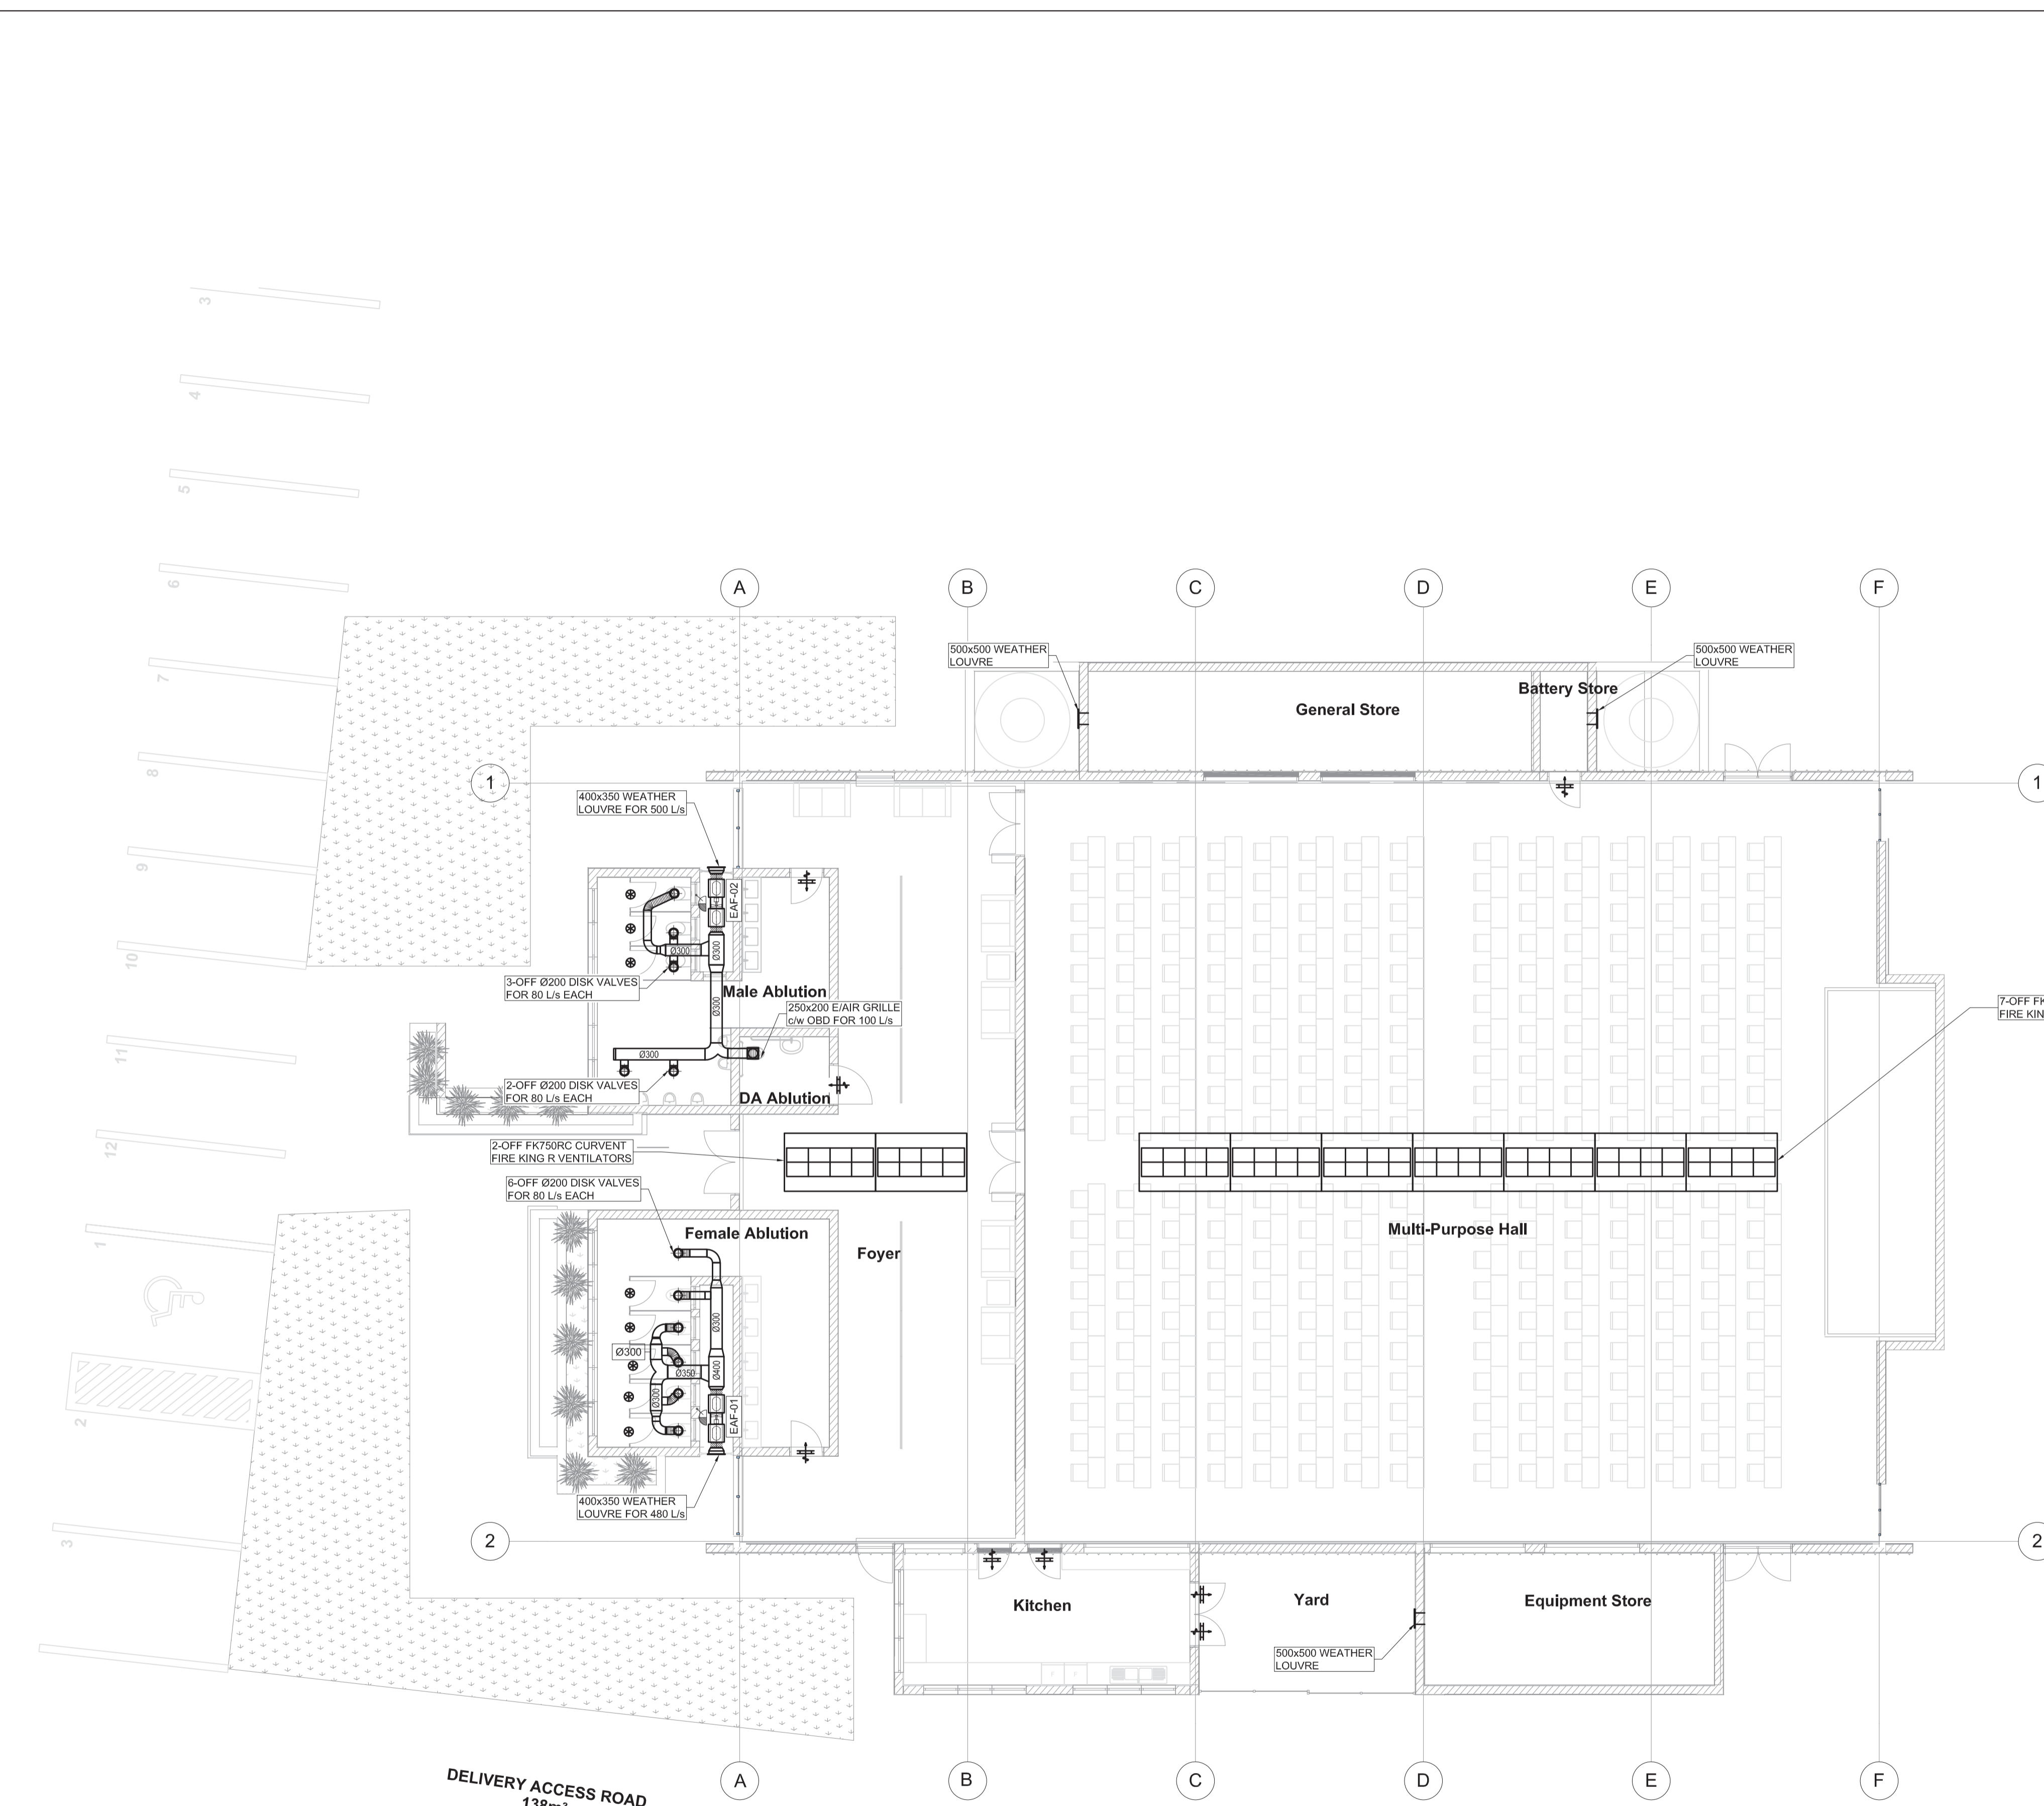 3
4
5
6
7
8
9
10
11
12
1
2
3
A
B
C
D
E
F
500x500 WEATHER
LOUVRE
500x500 WEATHER
LOUVRE
Battery Store
General Store
1
1
400x350 WEATHER
LOUVRE FOR 500 L/s
EAF-02
Ø300
Ø300
3-OFF Ø200 DISK VALVES
FOR 80 L/s EACH
Male Ablution
Ø300
250x200 E/AIR GRILLE
c/w OBD FOR 100 L/s
7-OFF FK
FIRE KIN
Ø300
2-OFF Ø200 DISK VALVES
FOR 80 L/s EACH
DA Ablution
2-OFF FK750RC CURVENT
FIRE KING R VENTILATORS
6-OFF Ø200 DISK VALVES
FOR 80 L/s EACH
Female Ablution
Foyer
Multi-Purpose Hall
Ø300
Ø300
Ø350
Ø400
Ø300
EAF-01
400x350 WEATHER
LOUVRE FOR 480 L/s
2
2
Kitchen
Yard
Equipment Store
500x500 WEATHER
LOUVRE
DELIVERY ACCESS ROAD
138m²
A
B
C
D
E
F